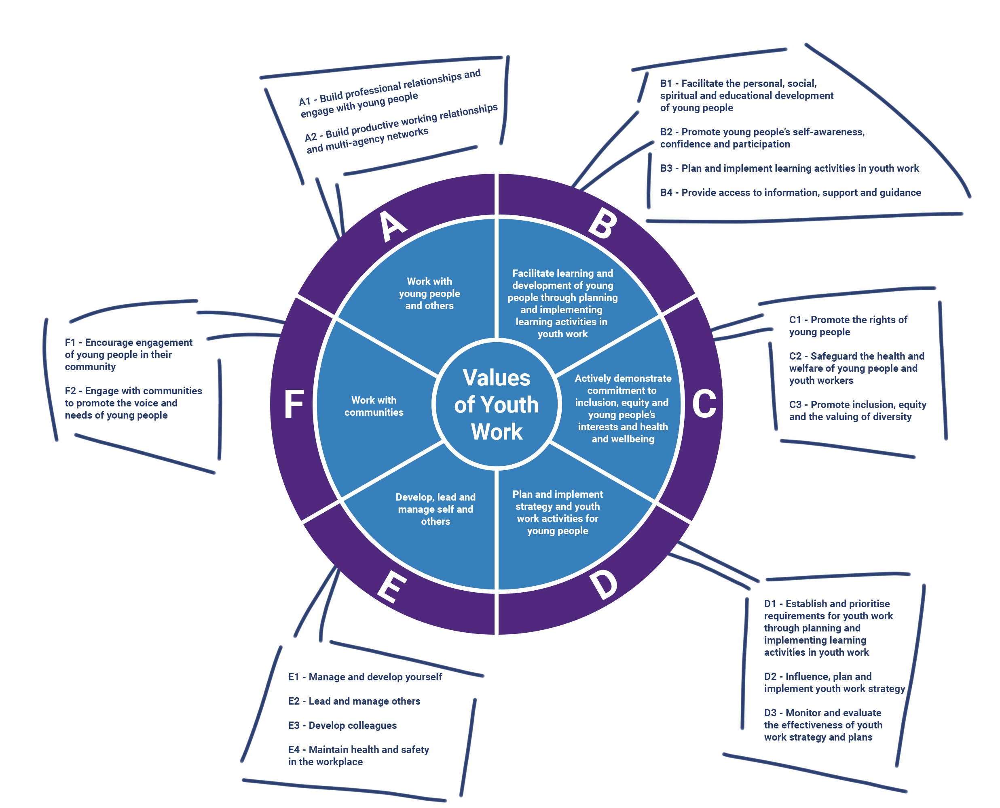 A1 - Build professional relationships and
engage with young people
A2 - Build productive working relationships
and multi-agency networks
B1 - Facilitate the personal, social,
spiritual and educational development
of young people
B2 - Promote young people’s self-awareness,
confidence and participation
B3 - Plan and implement learning activities in youth work
B4 - Provide access to information, support and guidance
A
B
Work with
young people
and others
Facilitate learning and
development of young
people through planning
and implementing
learning activities in
youth work
F1 - Encourage engagement
of young people in their
community
F2 - Engage with communities
to promote the voice and
needs of young people
F
Work with
communities
Values
of Youth
Work
Actively demonstrate
commitment to
inclusion, equity and
young people’s
interests and health
and wellbeing
C
C1 - Promote the rights of
young people
C2 - Safeguard the health and
welfare of young people and
youth workers
C3 - Promote inclusion, equity
and the valuing of diversity
Develop, lead and
manage self and
others
Plan and implement
strategy and youth
work activities for
young people
E
D
E1 - Manage and develop yourself
E2 - Lead and manage others
E3 - Develop colleagues
E4 - Maintain health and safety
in the workplace
D1 - Establish and prioritise
requirements for youth work
through planning and
implementing learning
activities in youth work
D2 - Influence, plan and
implement youth work strategy
D3 - Monitor and evaluate
the effectiveness of youth
work strategy and plans